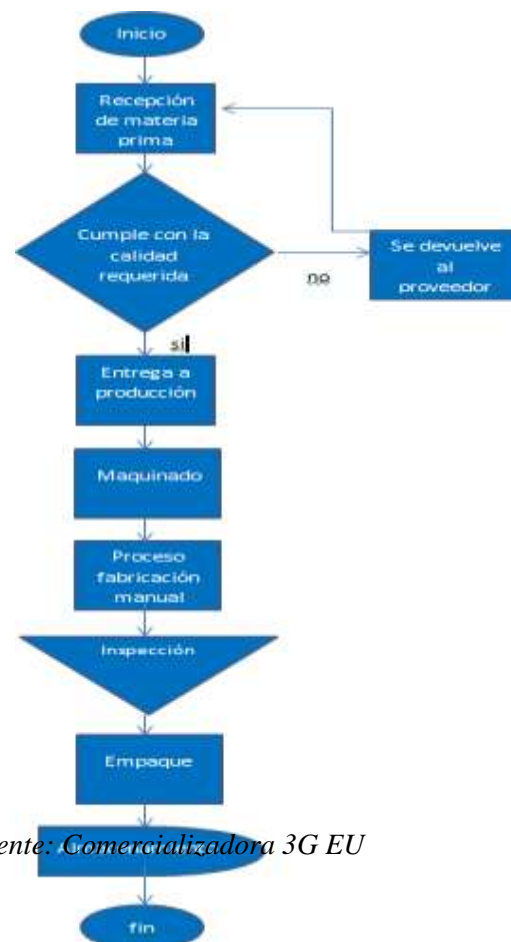 Inicio
Recepción
de materia
prima
Cumple con la
calidad
requerida
no
Se devuelve
al
proveedor
si
Entrega a
producción
Maquinado
Proceso
fabricación
manual
Inspección
Empaque
ente: Comercializadora 3G EU
fin